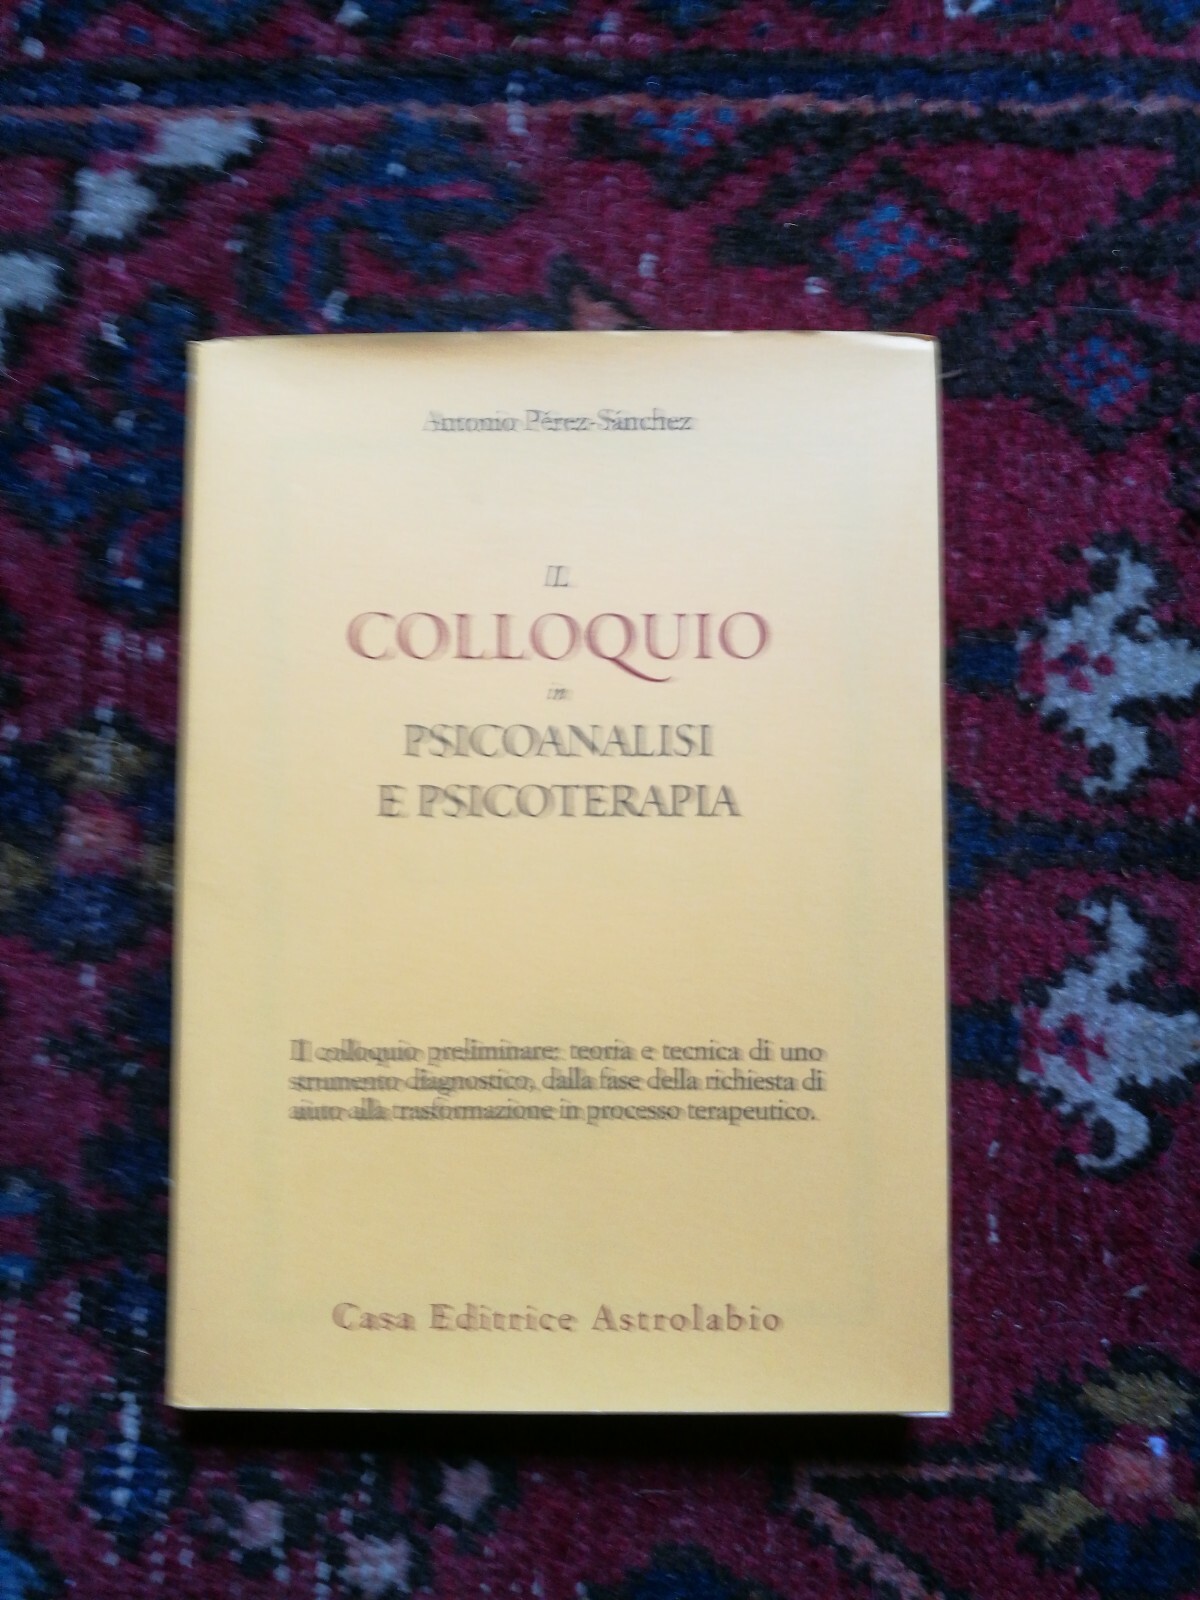 Antonio Pérez-Sánchez
IL
COLLOQUIO
in
PSICOANALISI
E PSICOTERAPIA
Il colloquio preliminare: teoria e tecnica di uno
strumento diagnostico, dalla fase della richiesta di
aiuto alla trasformazione in processo terapeutico.
Casa Editrice Astrolabio